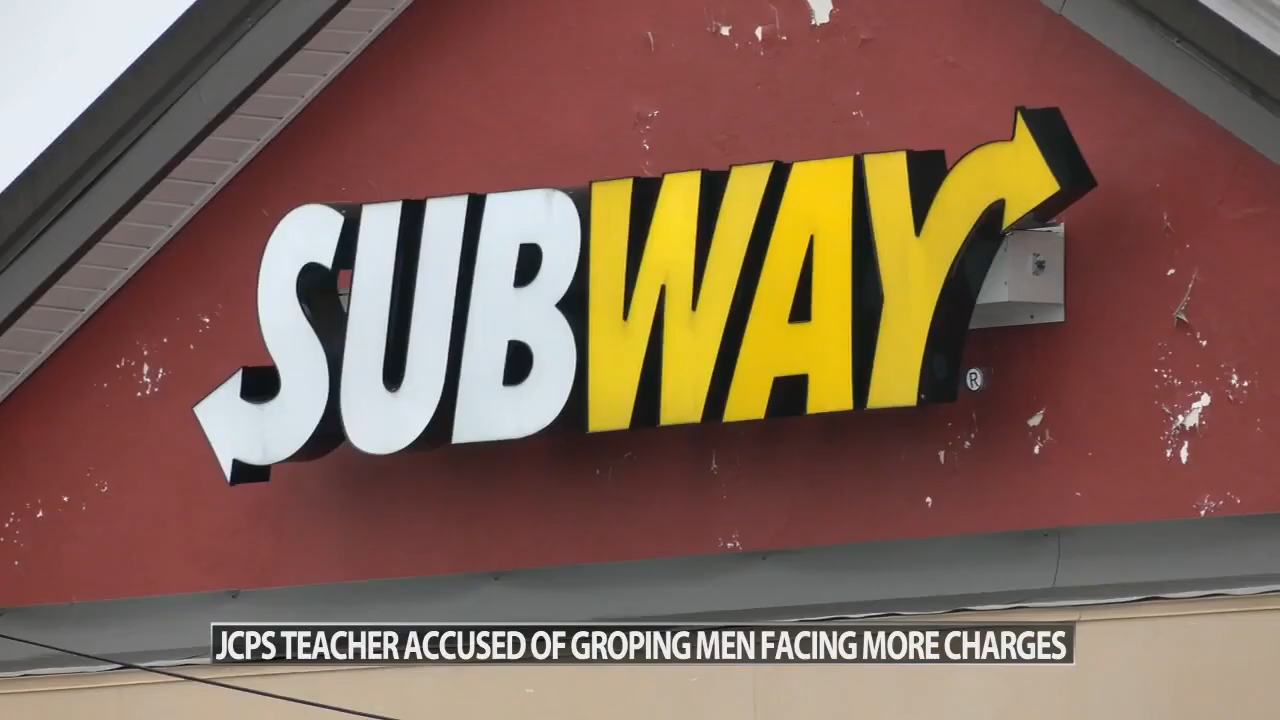 SUBWAY
®
JCPS TEACHER ACCUSED OF GROPING MEN FACING MORE CHARGES